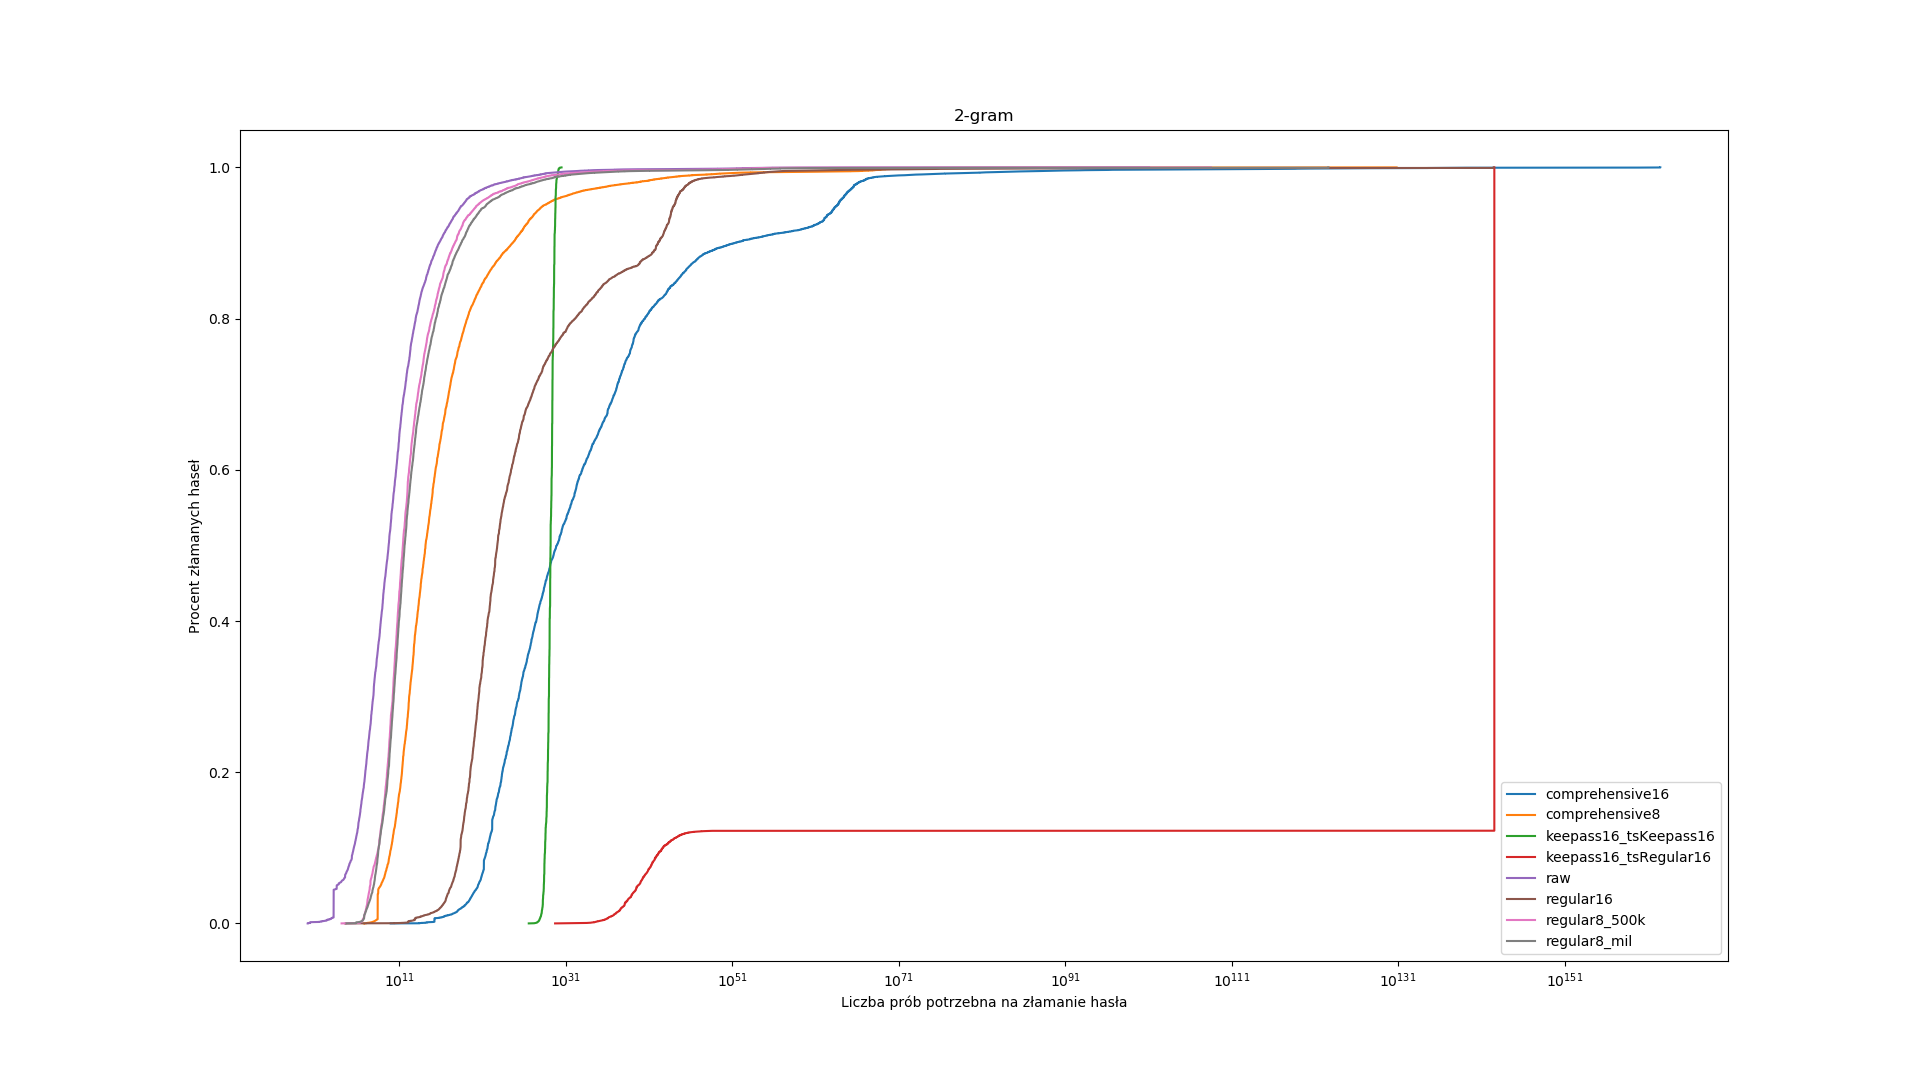 2-gram
Procent złamanych haseł
1.0
0.8
0.6
0.4
0.2
0.0
comprehensive16
comprehensive8
keepass16_tsKeepass16
keepass16_tsRegular16
raw
regular16
regular8_500k
regular8_mil
10^11 10^31 10^51 10^71 10^91 10^111 10^131 10^151
Liczba prób potrzebna na złamanie hasła